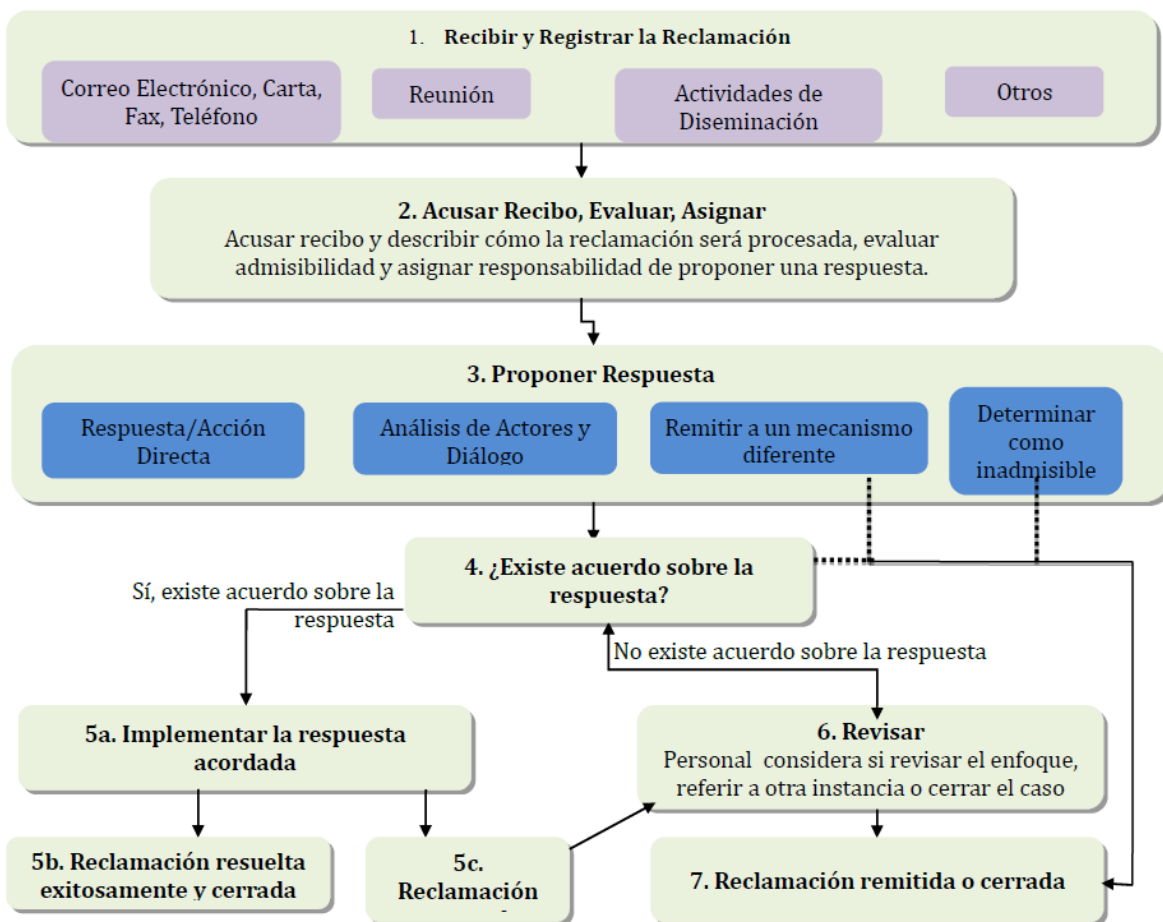 1. Recibir y Registrar la Reclamación
Correo Electrónico, Carta,
Fax, Teléfono
Reunión
Actividades de
Diseminación
Otros
2. Acusar Recibo, Evaluar, Asignar
Acusar recibo y describir cómo la reclamación será procesada, evaluar
admisibilidad y asignar responsabilidad de proponer una respuesta.
3. Proponer Respuesta
Respuesta/Acción
Directa
Análisis de Actores y
Diálogo
Remitir a un mecanismo
diferente
Determinar
como
inadmisible
4. ¿Existe acuerdo sobre la
respuesta?
Sí, existe acuerdo sobre la
respuesta
No existe acuerdo sobre la respuesta
5a. Implementar la respuesta
acordada
6. Revisar
Personal considera si revisar el enfoque,
referir a otra instancia o cerrar el caso
5b. Reclamación resuelta
exitosamente y cerrada
5c.
Reclamación
7. Reclamación remitida o cerrada